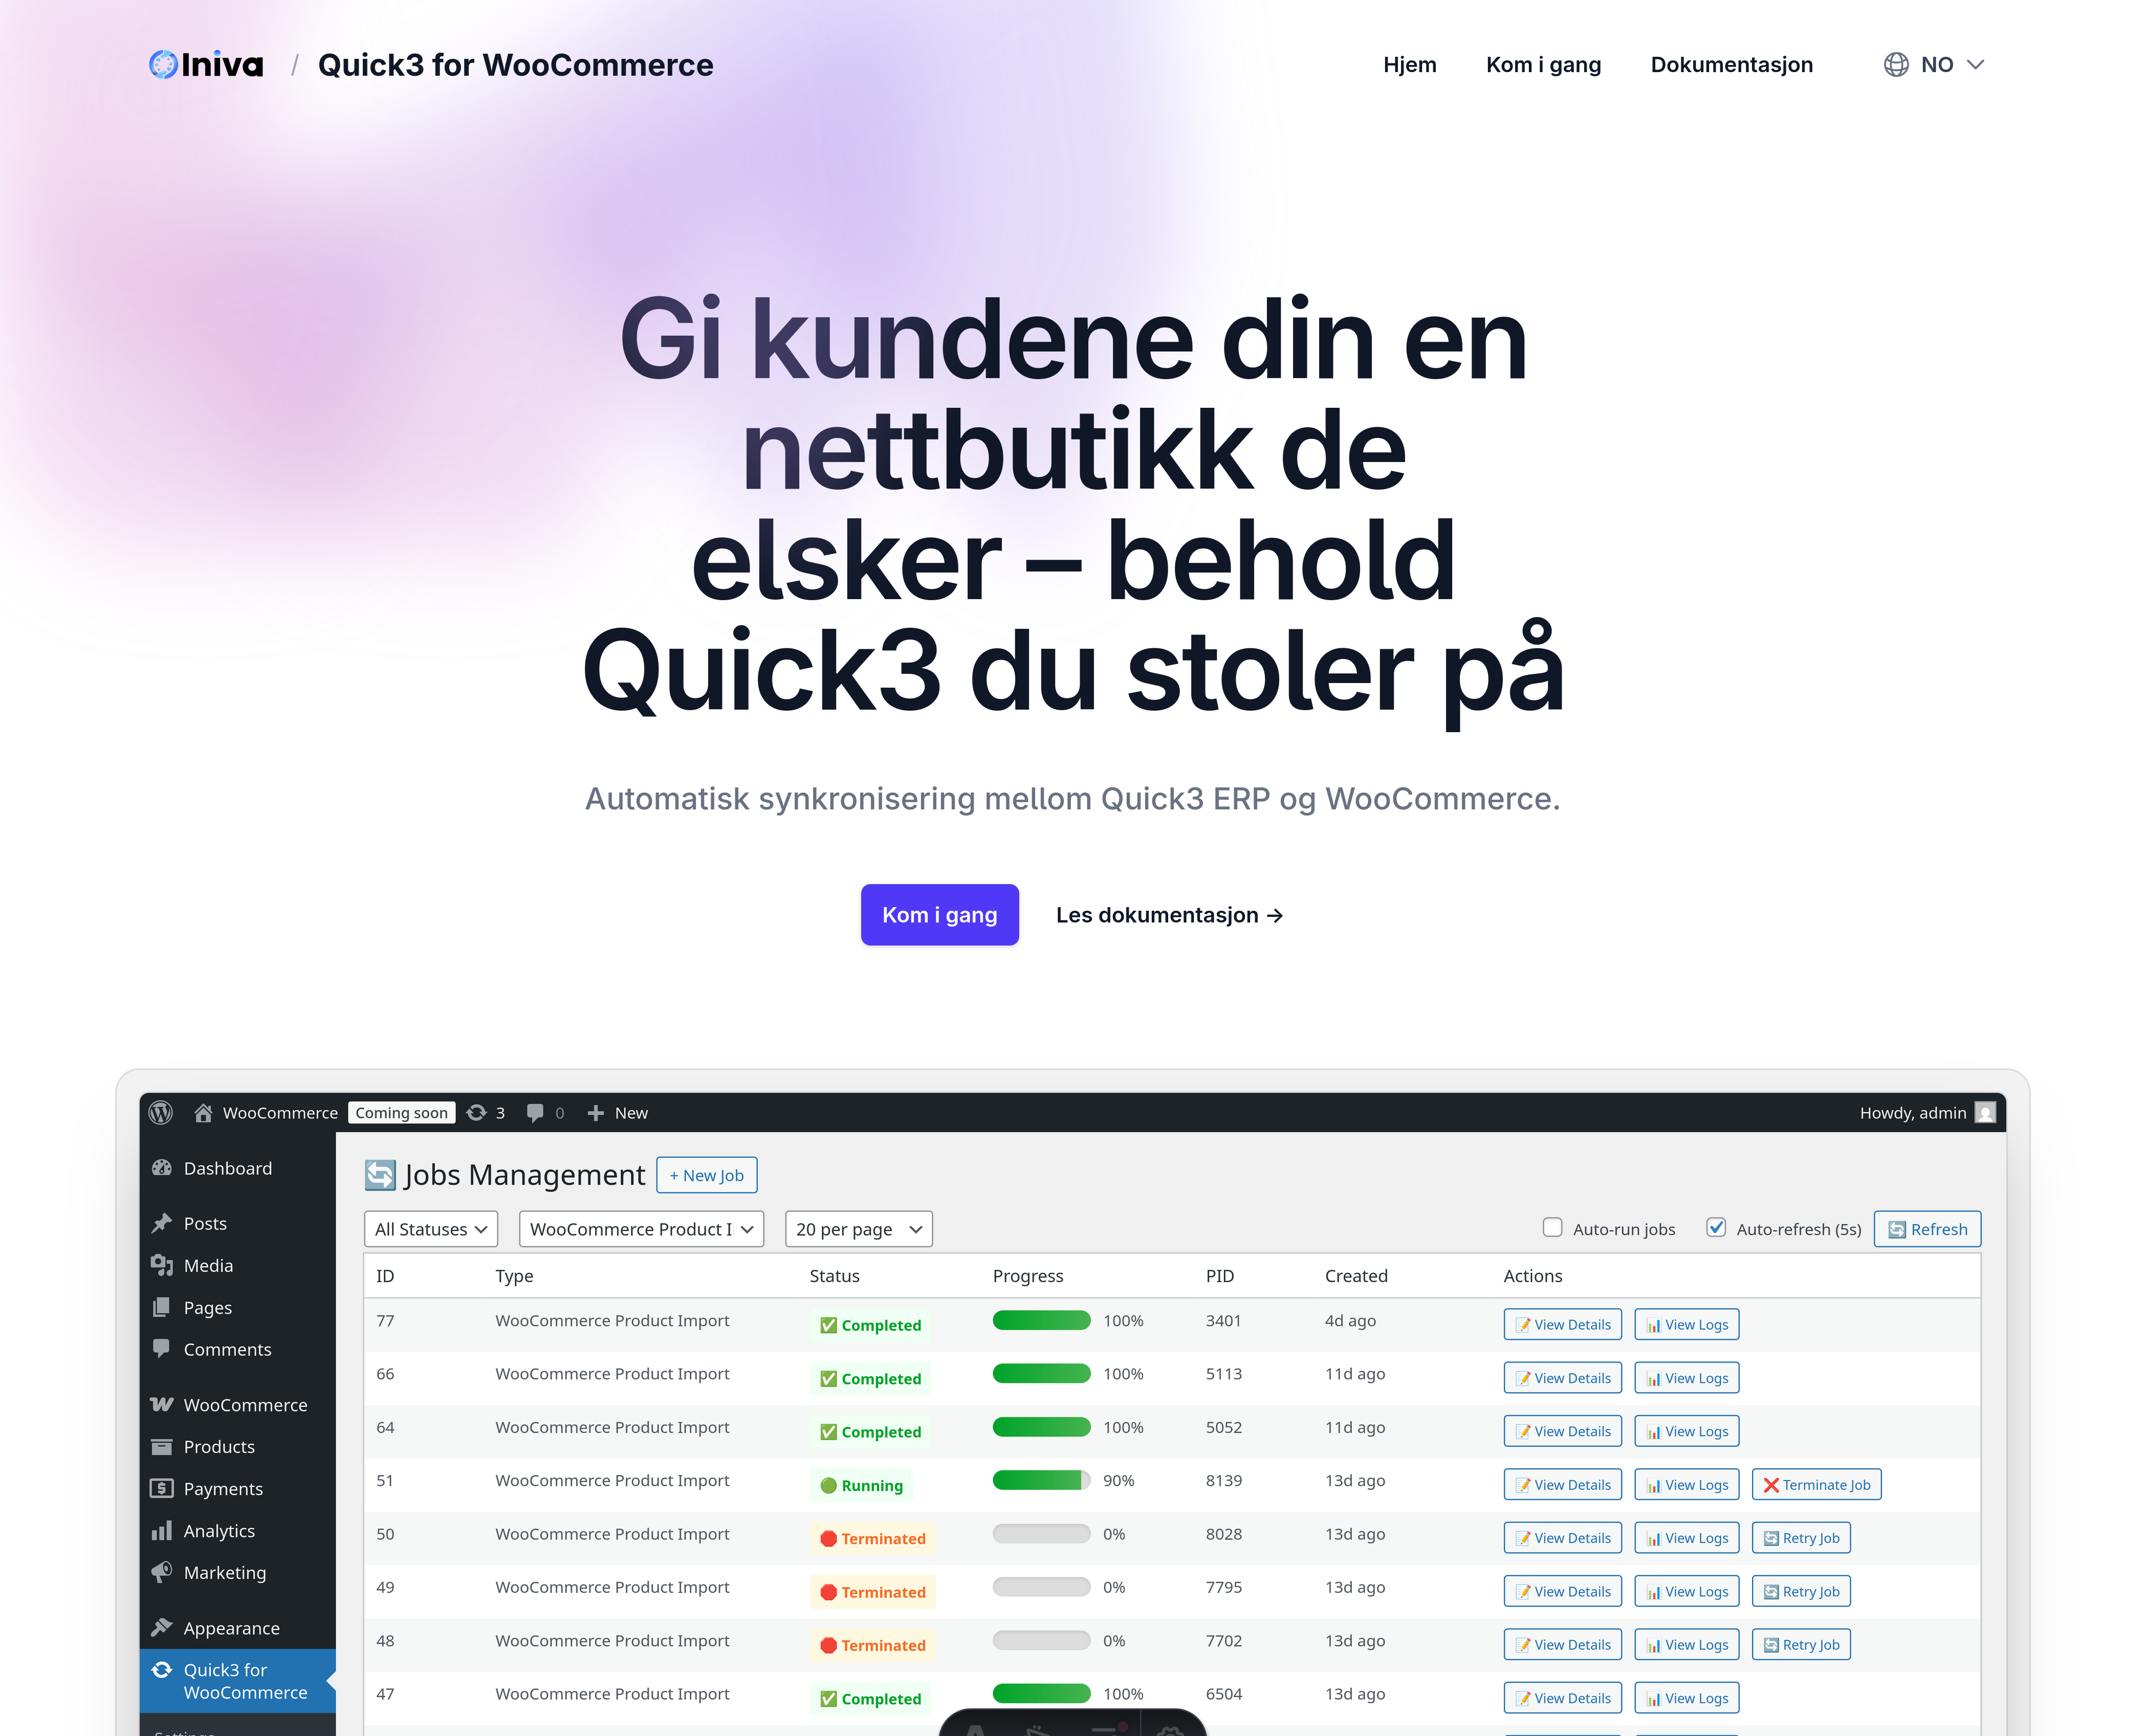 Iniva / Quick3 for WooCommerce
Hjem Kom i gang Dokumentasjon NO
Gi kundene din en
nettbutikk de
elsker – behold
Quick3 du stoler på
Automatisk synkronisering mellom Quick3 ERP og WooCommerce.
Kom i gang Les dokumentasjon →
WooCommerce Coming soon 3 0 + New Howdy, admin
Dashboard
Posts
Media
Pages
Comments
WooCommerce
Products
Payments
Analytics
Marketing
Appearance
Quick3 for
WooCommerce
Jobs Management + New Job
All Statuses WooCommerce Product I 20 per page Auto-run jobs Auto-refresh (5s) Refresh
ID Type Status Progress PID Created Actions
77 WooCommerce Product Import Completed 100% 3401 4d ago View Details View Logs
66 WooCommerce Product Import Completed 100% 5113 11d ago View Details View Logs
64 WooCommerce Product Import Completed 100% 5052 11d ago View Details View Logs
51 WooCommerce Product Import Running 90% 8139 13d ago View Details View Logs Terminate Job
50 WooCommerce Product Import Terminated 0% 8028 13d ago View Details View Logs Retry Job
49 WooCommerce Product Import Terminated 0% 7795 13d ago View Details View Logs Retry Job
48 WooCommerce Product Import Terminated 0% 7702 13d ago View Details View Logs Retry Job
47 WooCommerce Product Import Completed 100% 6504 13d ago View Details View Logs